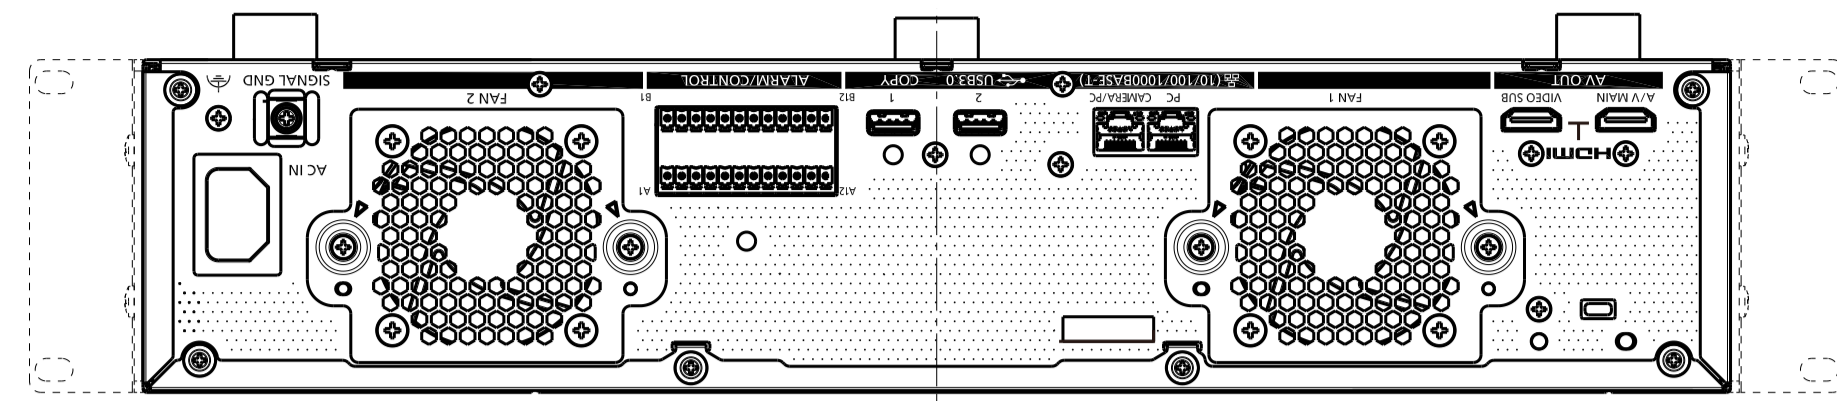 A12 A1
AC IN
HDMI
A/V MAIN VIDEO SUB FAN 1 PC CAMERA/PC 2 1 B12 B1 FAN 2
AV OUT (10/100/1000BASE-T) USB3.0 COPY ALARM/CONTROL SIGNAL GND